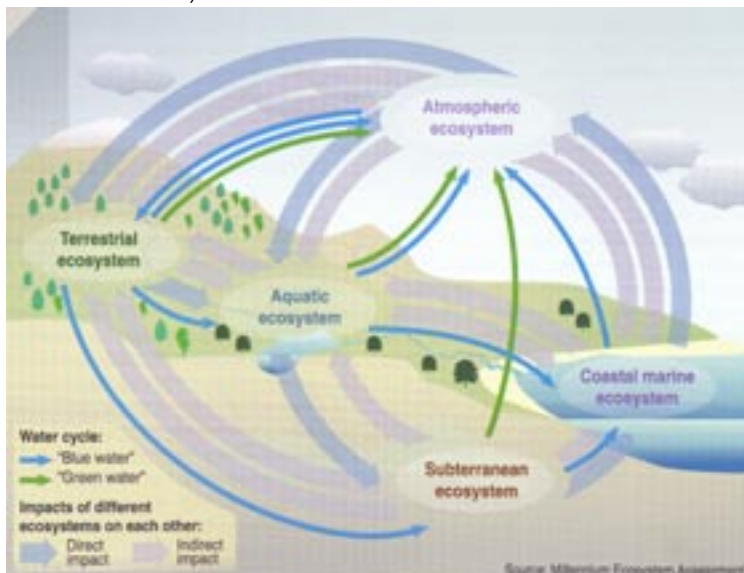 Atmospheric
ecosystem
Terrestrial
ecosystem
Aquatic
ecosystem
Coastal marine
ecosystem
Subterranean
ecosystem
Water cycle:
"Blue water"
"Green water"
Impacts of different
ecosystems on each other:
Direct
impact
Indirect
impact
Source: Millennium Ecosystem Assessment